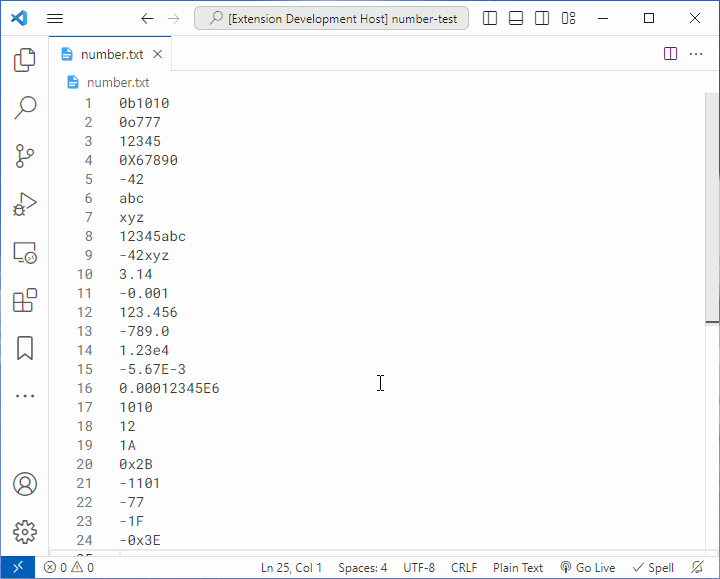 [Extension Development Host] number-test
number.txt
number.txt
1 0b1010
2 0o777
3 12345
4 0X67890
5 -42
6 abc
7 xyz
8 12345abc
9 -42xyz
10 3.14
11 -0.001
12 123.456
13 -789.0
14 1.23e4
15 -5.67E-3
16 0.00012345E6
17 1010
18 12
19 1A
20 0x2B
21 -1101
22 -77
23 -1F
24 -0x3E
25
0 0 Ln 25, Col 1 Spaces: 4 UTF-8 CRLF Plain Text Go Live Spell